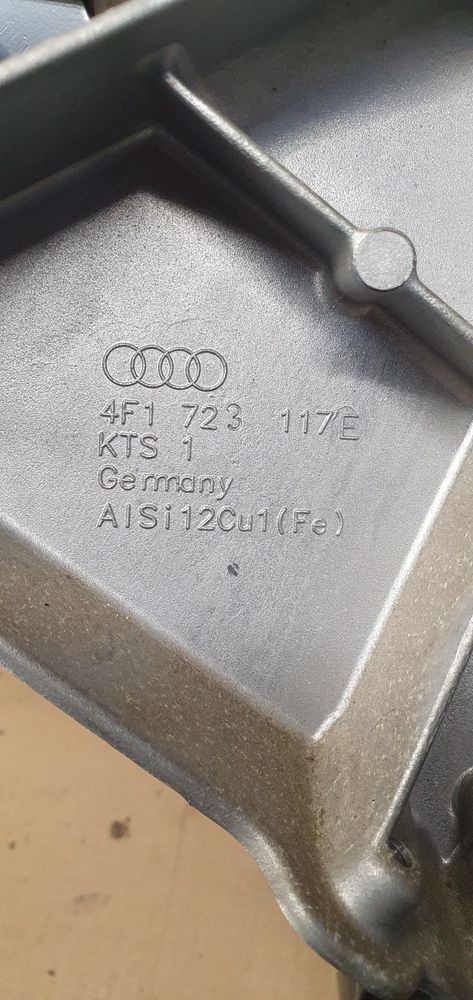 4F1 723 117E
KTS 1
Germany
AlSi12Cu1(Fe)